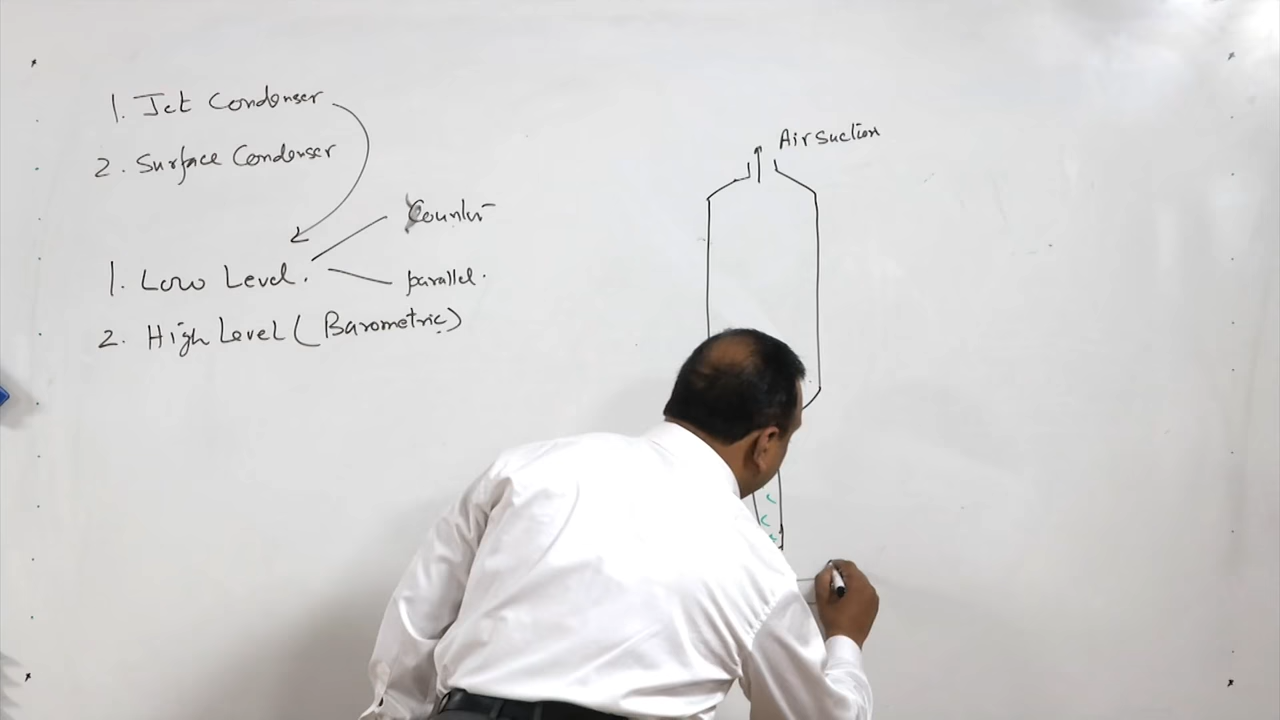 1. Jet Condenser
2. Surface Condenser
Counter
1. Low Level.
parallel.
2. High Level (Barometric)
Air suction